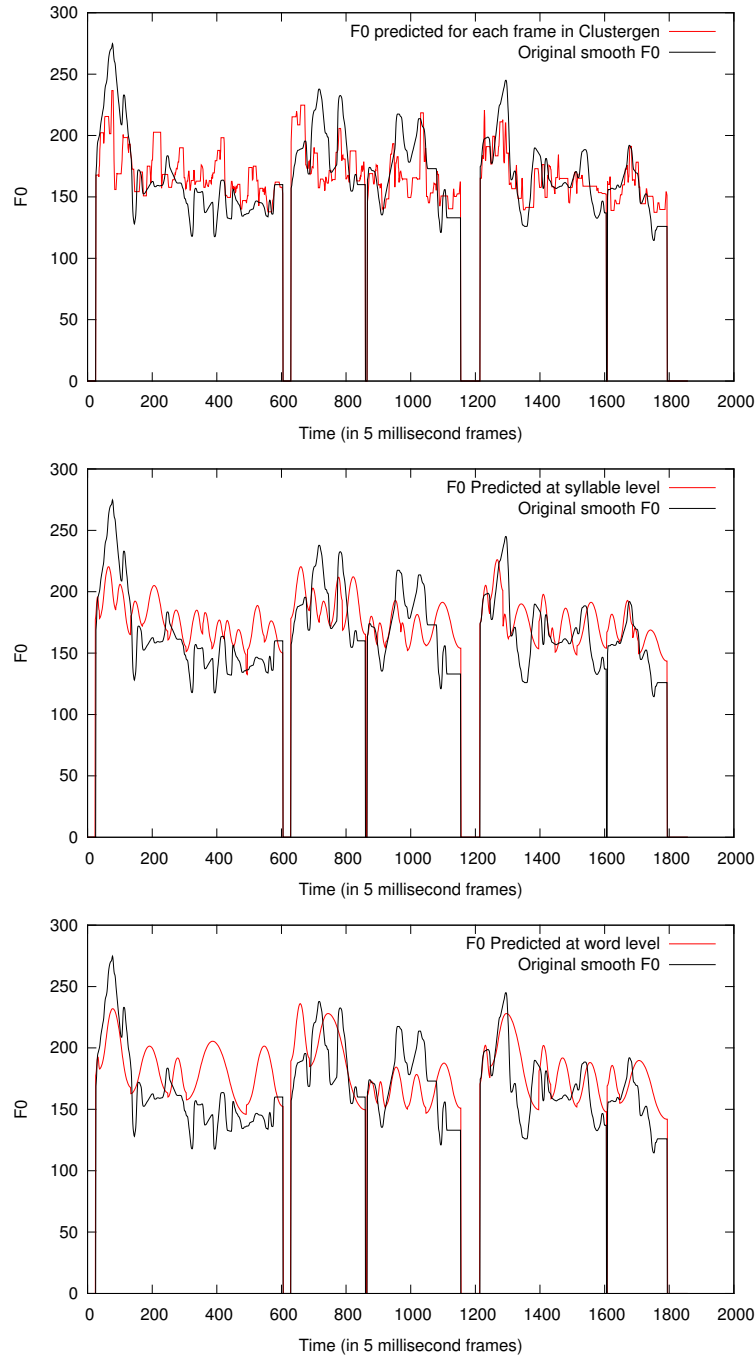 300
250
200
150
100
50
0
F0
F0 predicted for each frame in Clustergen
Original smooth F0
0 200 400 600 800 1000 1200 1400 1600 1800 2000
Time (in 5 millisecond frames)
300
250
200
150
100
50
0
F0
F0 Predicted at syllable level
Original smooth F0
0 200 400 600 800 1000 1200 1400 1600 1800 2000
Time (in 5 millisecond frames)
300
250
200
150
100
50
0
F0
F0 Predicted at word level
Original smooth F0
0 200 400 600 800 1000 1200 1400 1600 1800 2000
Time (in 5 millisecond frames)